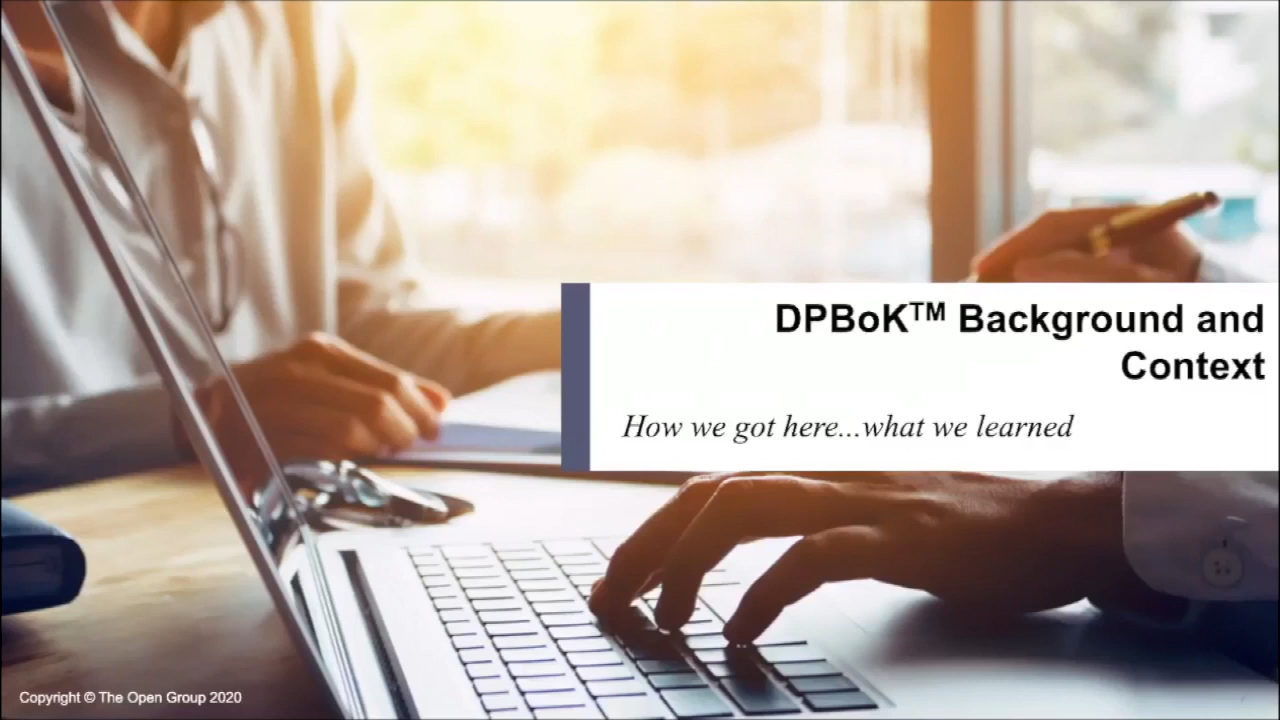 DPBoK™ Background and
Context
How we got here...what we learned
Copyright © The Open Group 2020